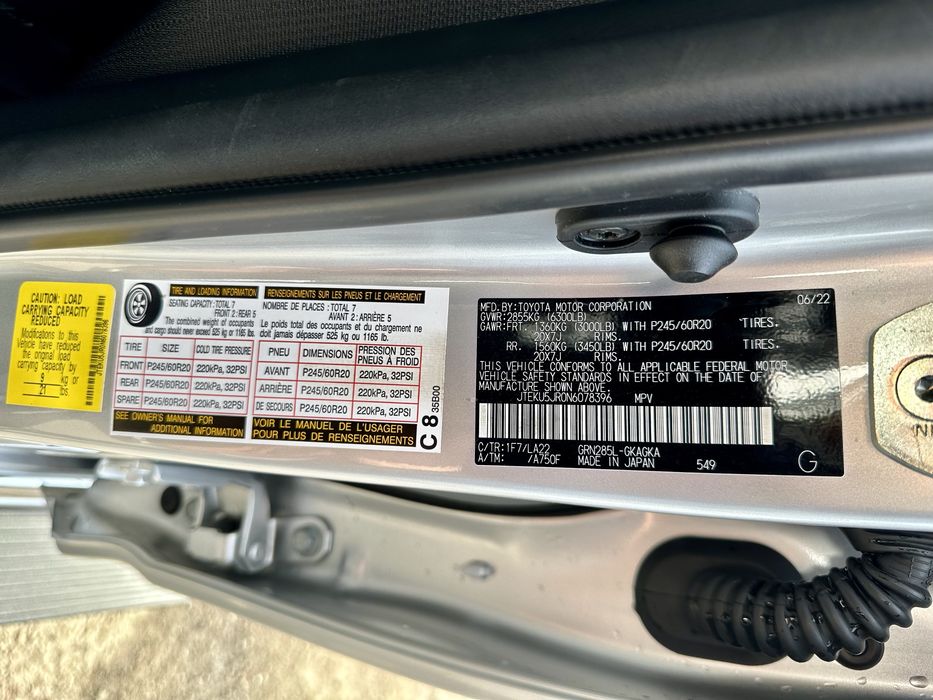 CAUTION: LOAD
CARRYING CAPACITY
REDUCED
Modifications to this
Vehicle have reduced
the original load
carrying capacity by
kg or
21 lbs.
TIRE AND LOADING INFORMATION
SEATING CAPACITY: TOTAL 7
FRONT 2: REAR 5
The combined weight of occupants
and cargo should never exceed 525 kg or 1165 lb.
TIRE SIZE COLD TIRE PRESSURE
FRONT P245/60R20 220kPa, 32PSI
REAR P245/60R20 220kPa, 32PSI
SPARE P245/60R20 220kPa, 32PSI
SEE OWNER'S MANUAL FOR
ADDITIONAL INFORMATION
RENSEIGNEMENTS SUR LES PNEUS ET LE CHARGEMENT
NOMBRE DE PLACES: TOTAL 7
AVANT 2: ARRIÈRE 5
Le poids total des occupants et du chargement ne
doit jamais dépasser 525 kg ou 1165 lb.
PNEU DIMENSIONS PRESSION DES PNEUS À FROID
AVANT P245/60R20 220kPa, 32PSI
ARRIÈRE P245/60R20 220kPa, 32PSI
DE SECOURS P245/60R20 220kPa, 32PSI
VOIR LE MANUEL DE L'USAGER
POUR PLUS DE RENSEIGNEMENTS
C 8 35B00
MFD.BY:TOYOTA MOTOR CORPORATION 06/22
GVWR:2855KG (6300LB)
GAWR:FRT. 1360KG (3000LB) WITH P245/60R20 TIRES.
20X7J RIMS.
RR. 1560KG (3450LB) WITH P245/60R20 TIRES.
20X7J RIMS.
THIS VEHICLE CONFORMS TO ALL APPLICABLE FEDERAL MOTOR
VEHICLE SAFETY STANDARDS IN EFFECT ON THE DATE OF
MANUFACTURE SHOWN ABOVE.
JTEKU5JR0N6078396 MPV
C/TR:1F7/LA22 GRN285L-GKAGKA
A/TM: /A750F MADE IN JAPAN 549 G